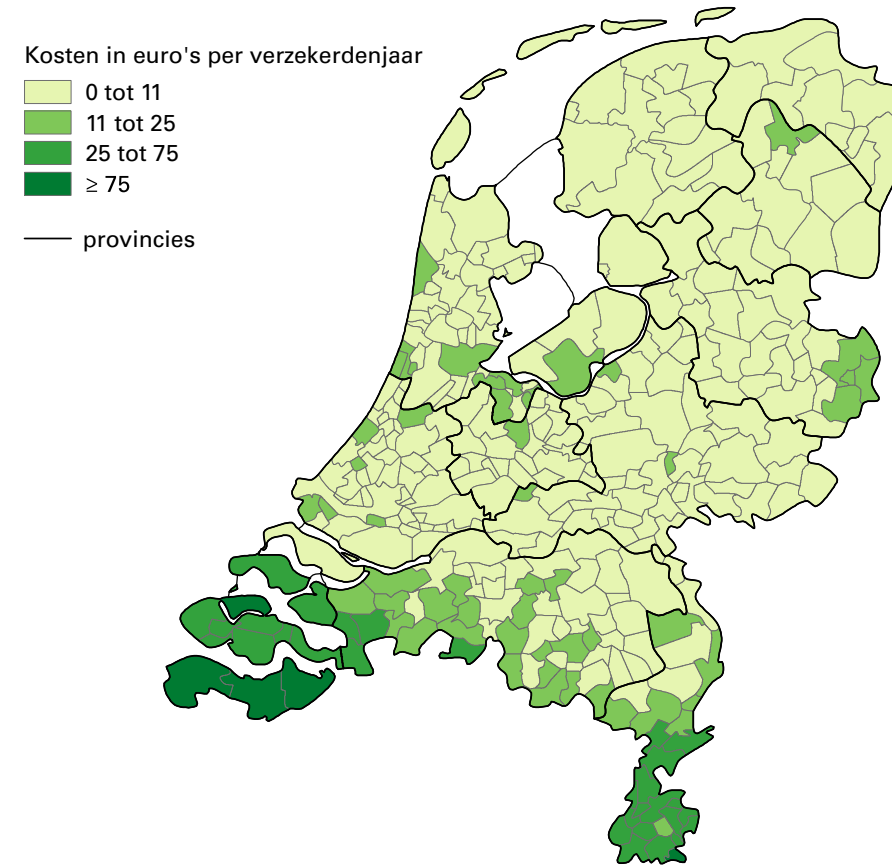 Kosten in euro's per verzekerdenjaar
0 tot 11
11 tot 25
25 tot 75
≥ 75
provincies